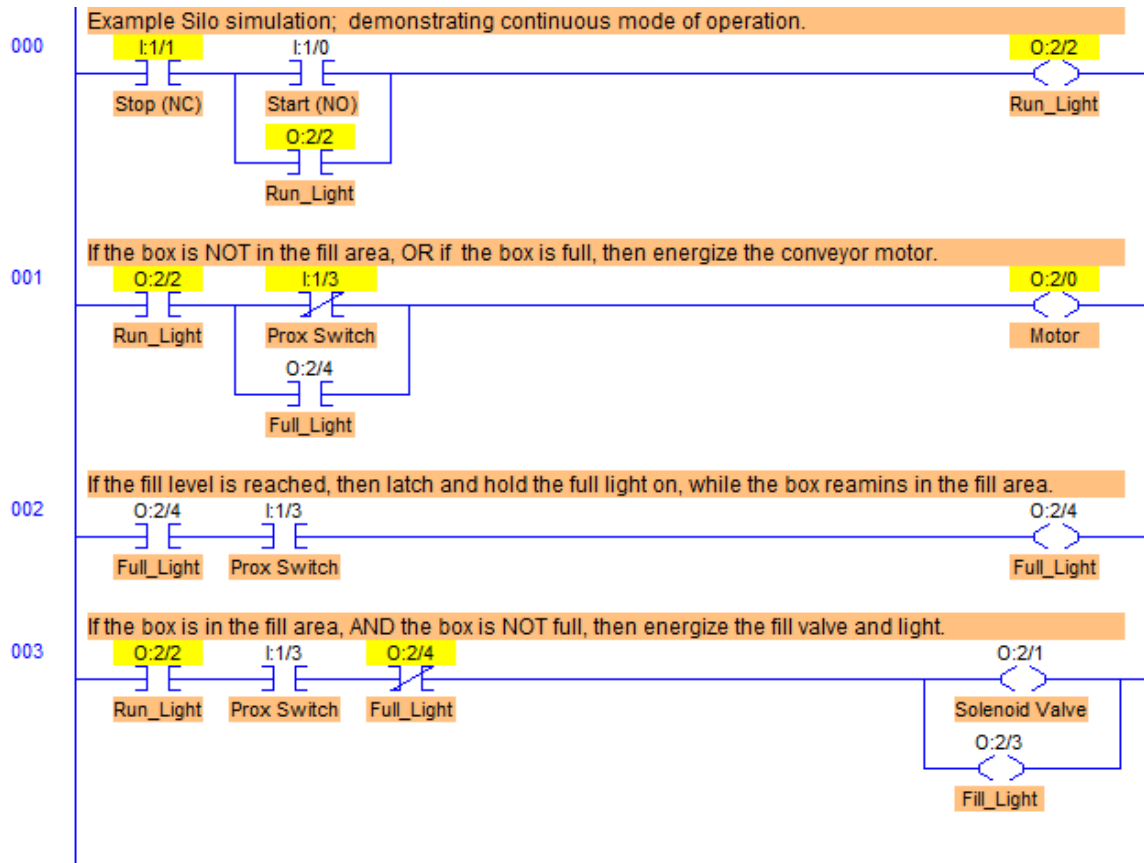 Example Silo simulation;  demonstrating continuous mode of operation.
000
I:1/1 I:1/0 O:2/2
Stop (NC) Start (NO) Run_Light
O:2/2
Run_Light
If the box is NOT in the fill area, OR if  the box is full, then energize the conveyor motor.
001
O:2/2 I:1/3 O:2/0
Run_Light Prox Switch Motor
O:2/4
Full_Light
If the fill level is reached, then latch and hold the full light on, while the box reamins in the fill area.
002
O:2/4 I:1/3 O:2/4
Full_Light Prox Switch Full_Light
If the box is in the fill area, AND the box is NOT full, then energize the fill valve and light.
003
O:2/2 I:1/3 O:2/4 O:2/1
Run_Light Prox Switch Full_Light Solenoid Valve
O:2/3
Fill_Light